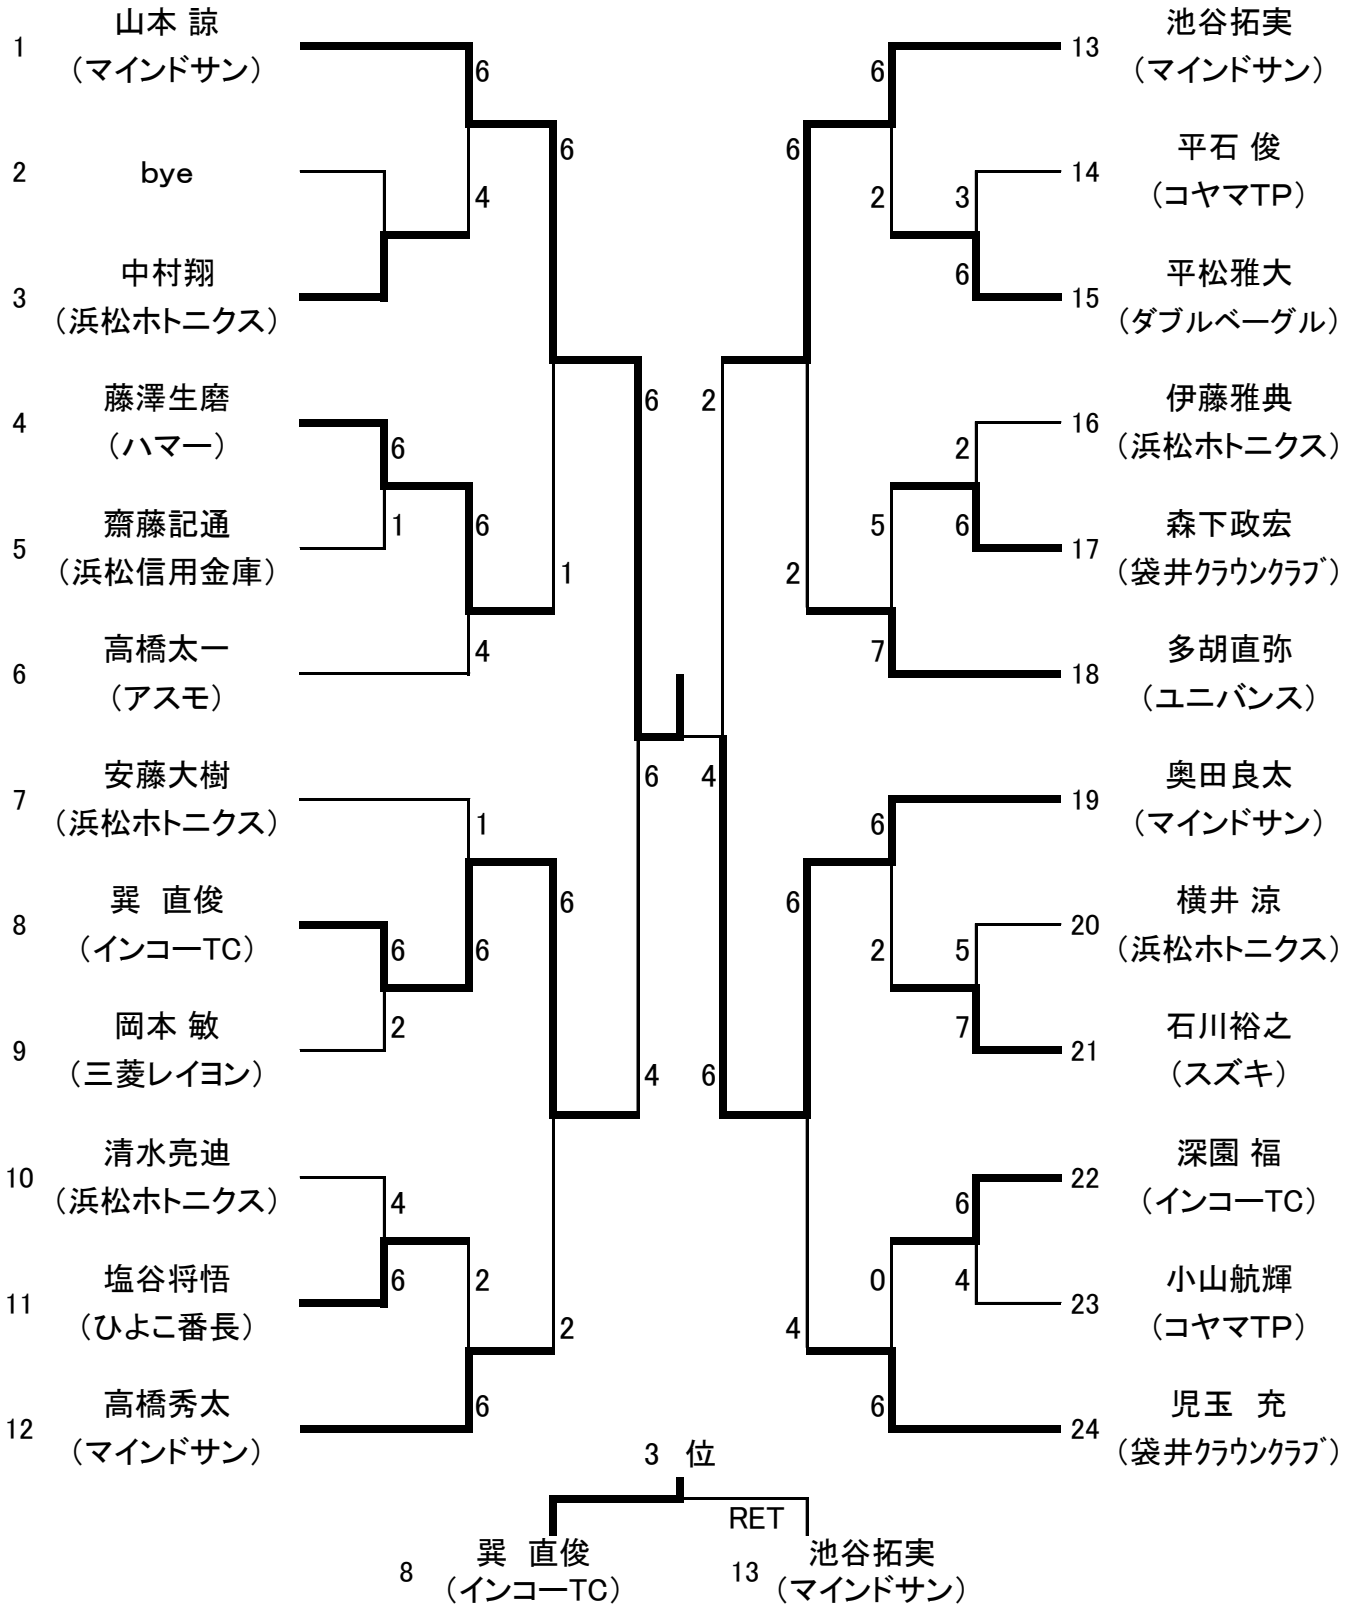 1 山本 諒
（マインドサン）
2 bye
3 中村翔
（浜松ホトニクス）
4 藤澤生磨
（ハマー）
5 齋藤記通
（浜松信用金庫）
6 高橋太一
（アスモ）
7 安藤大樹
（浜松ホトニクス）
8 巽　直俊
（インコーTC）
9 岡本 敏
（三菱レイヨン）
10 清水亮迪
（浜松ホトニクス）
11 塩谷将悟
（ひよこ番長）
12 高橋秀太
（マインドサン）
6
4
6
1
6
4
1
6
2
6
4
6
2
6
6
1
6
2
6
4
6
4
2
6
6
2
6
4
6
2
5
7
6
2
0
6
3
6
2
6
5
7
6
4
13 池谷拓実
（マインドサン）
14 平石 俊
（コヤマTP）
15 平松雅大
（ダブルベーグル）
16 伊藤雅典
（浜松ホトニクス）
17 森下政宏
（袋井ｸﾗｳﾝｸﾗﾌﾞ）
18 多胡直弥
（ユニバンス）
19 奥田良太
（マインドサン）
20 横井 涼
（浜松ホトニクス）
21 石川裕之
（スズキ）
22 深園 福
（インコーTC）
23 小山航輝
（コヤマTP）
24 児玉　充
（袋井ｸﾗｳﾝｸﾗﾌﾞ）
3 位
RET
8 巽　直俊
（インコーTC）
13 池谷拓実
（マインドサン）